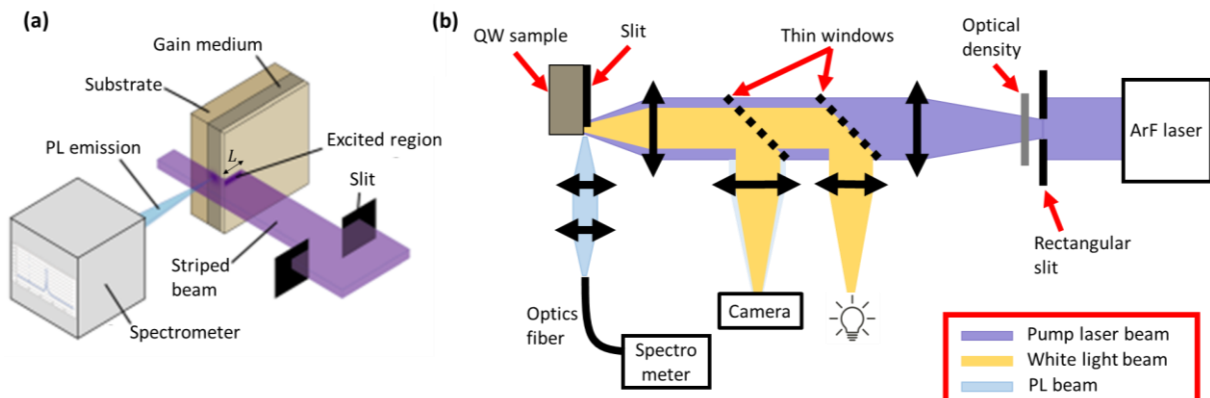 (a)
Gain medium
Substrate
PL emission
L
Excited region
Slit
Striped
beam
Spectrometer
(b)
QW sample
Slit
Thin windows
Optical
density
ArF laser
Rectangular
slit
Camera
Optics
fiber
Spectro
meter
Pump laser beam
White light beam
PL beam